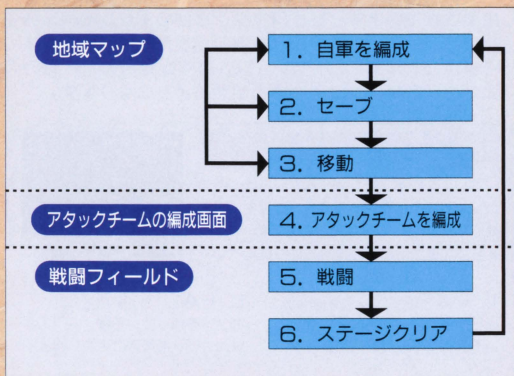 地域マップ
1. 自軍を編成
2. セーブ
3. 移動
アタックチームの編成画面
4. アタックチームを編成
戦闘フィールド
5. 戦闘
6. ステージクリア